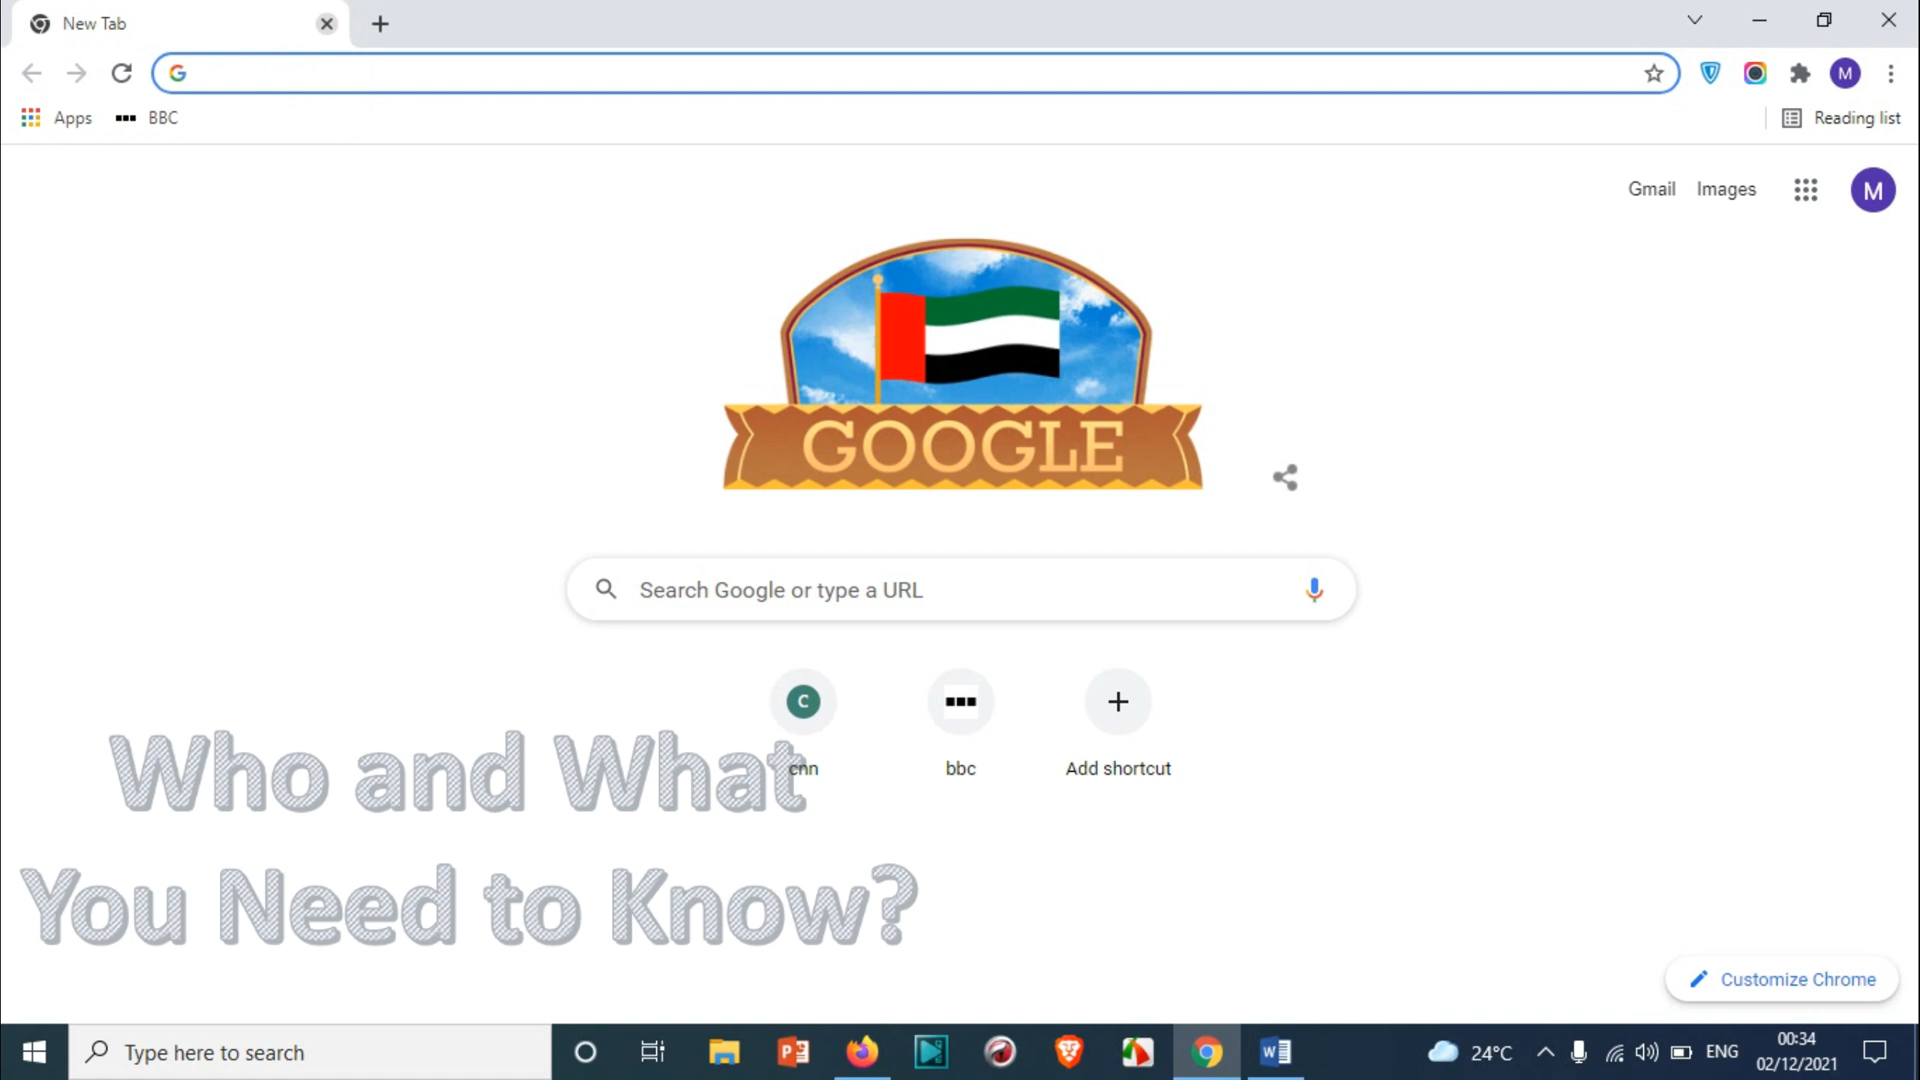 New Tab
Apps
BBC
Reading list
Gmail Images
M
M
GOOGLE
Search Google or type a URL
C
cnn
bbc
Add shortcut
Who and What
You Need to Know?
Customize Chrome
Type here to search
24°C
ENG
00:34
02/12/2021